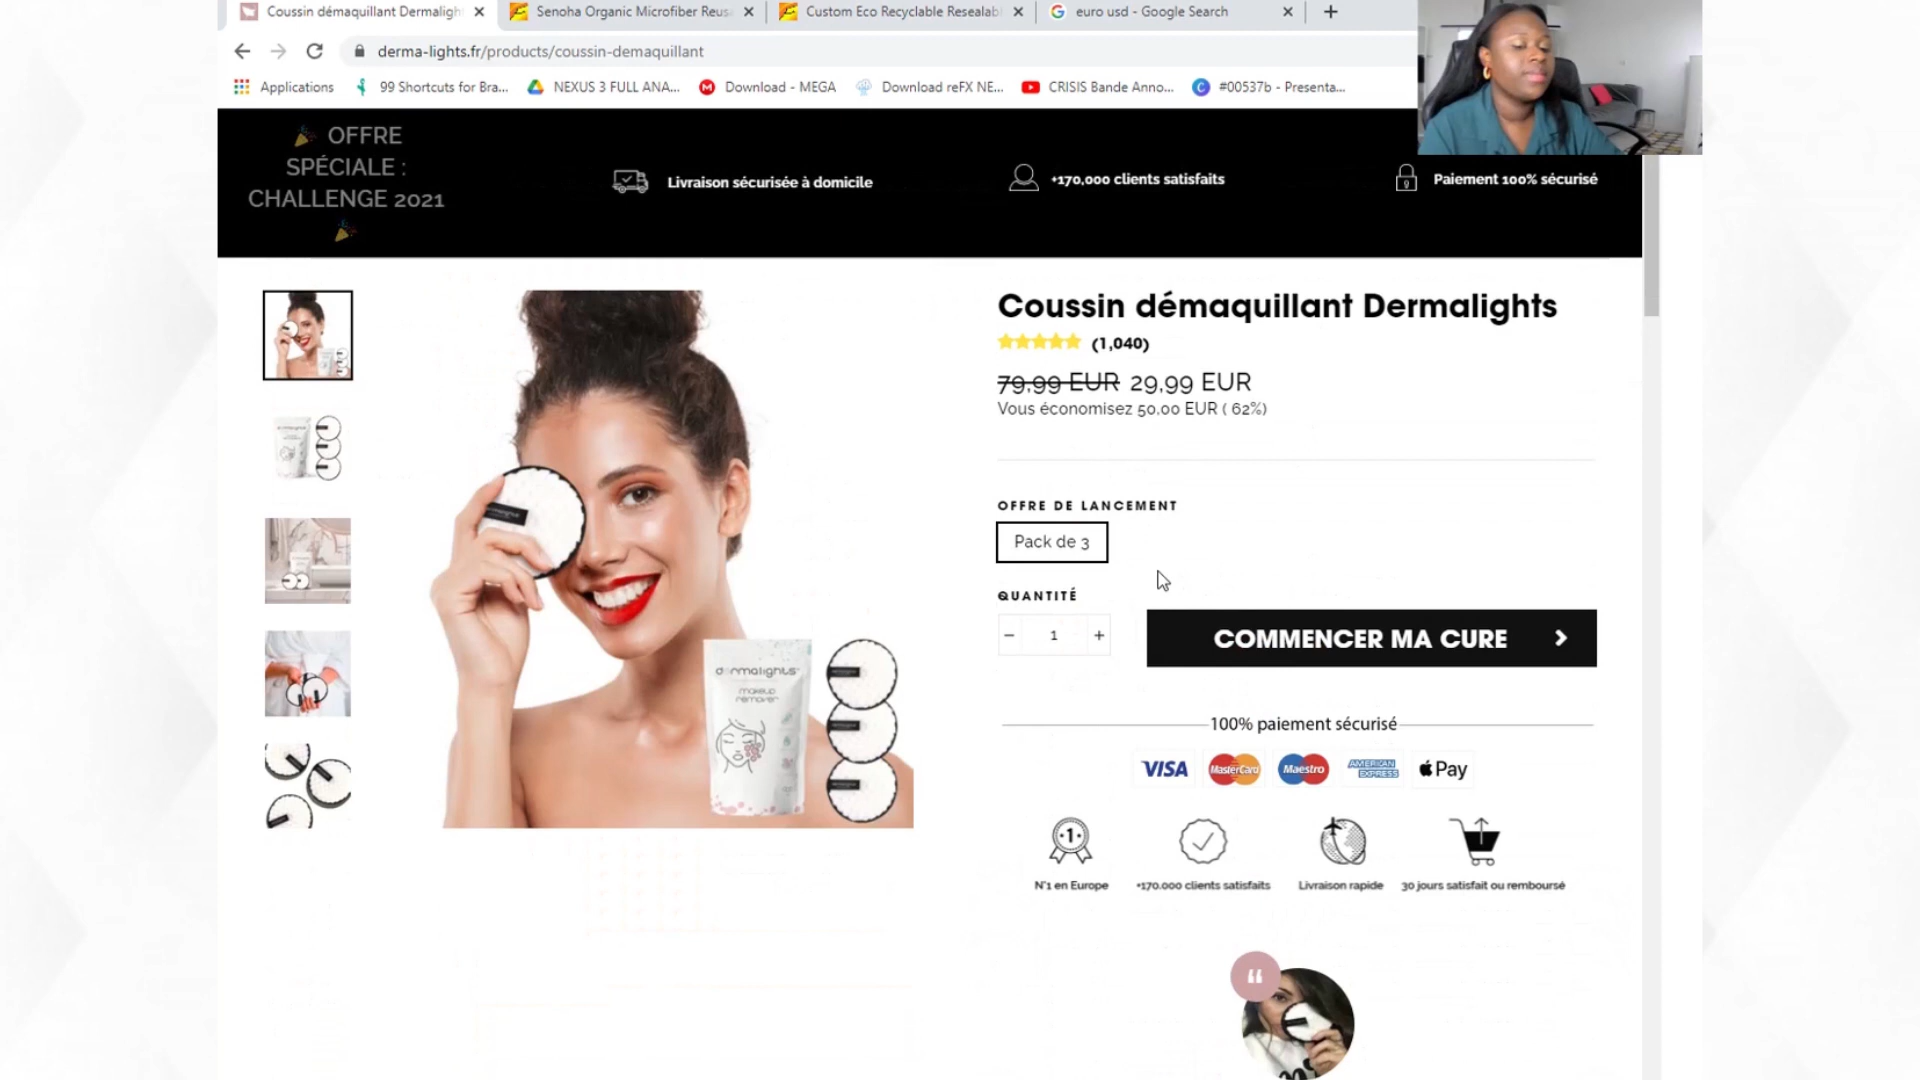 Coussin démaquillant Dermaligh
Senoha Organic Microfiber Reus
Custom Eco Recyclable Resealab
euro usd - Google Search
derma-lights.fr/products/coussin-demaquillant
Applications
99 Shortcuts for Bra...
NEXUS 3 FULL ANA...
Download - MEGA
Download reFX NE...
CRISIS Bande Anno...
#00537b - Presenta...
OFFRE
SPÉCIALE :
CHALLENGE 2021
Livraison sécurisée à domicile
+170,000 clients satisfaits
Paiement 100% sécurisé
Coussin démaquillant Dermalights
(1,040)
79,99 EUR 29,99 EUR
Vous économisez 50,00 EUR ( 62%)
OFFRE DE LANCEMENT
Pack de 3
QUANTITÉ
− 1 +
COMMENCER MA CURE
dermalights
makeup
remover
100% paiement sécurisé
VISA
MasterCard
Maestro
AMERICAN
EXPRESS
Pay
1
N°1 en Europe
+170.000 clients satisfaits
Livraison rapide
30 jours satisfait ou remboursé